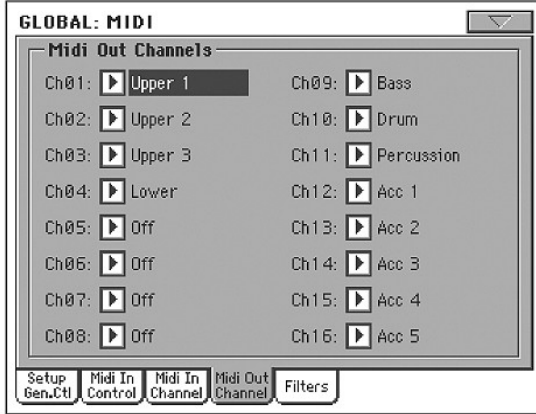 GLOBAL: MIDI
Midi Out Channels
Ch01: Upper 1
Ch02: Upper 2
Ch03: Upper 3
Ch04: Lower
Ch05: Off
Ch06: Off
Ch07: Off
Ch08: Off
Ch09: Bass
Ch10: Drum
Ch11: Percussion
Ch12: Acc 1
Ch13: Acc 2
Ch14: Acc 3
Ch15: Acc 4
Ch16: Acc 5
Setup
Gen.Ctl
Midi In
Control
Midi In
Channel
Midi Out
Channel
Filters